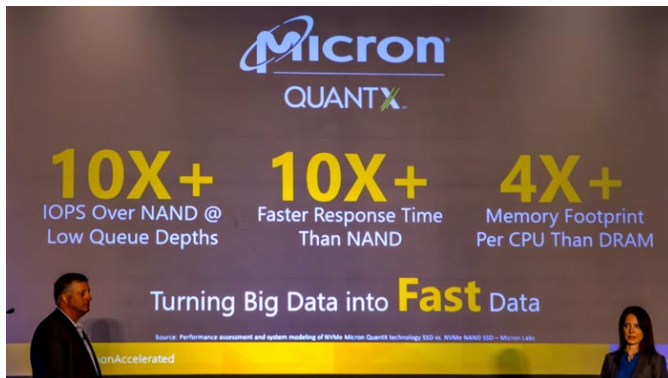 Micron
QUANTX™
10X+ 10X+ 4X+
IOPS Over NAND @ Faster Response Time Memory Footprint
Low Queue Depths Than NAND Per CPU Than DRAM
Turning Big Data into Fast Data
Source: Performance assessment and system modeling of NVMe Micron QuantX technology SSD vs. NVMe NAND SSD – Micron Labs
onAccelerated